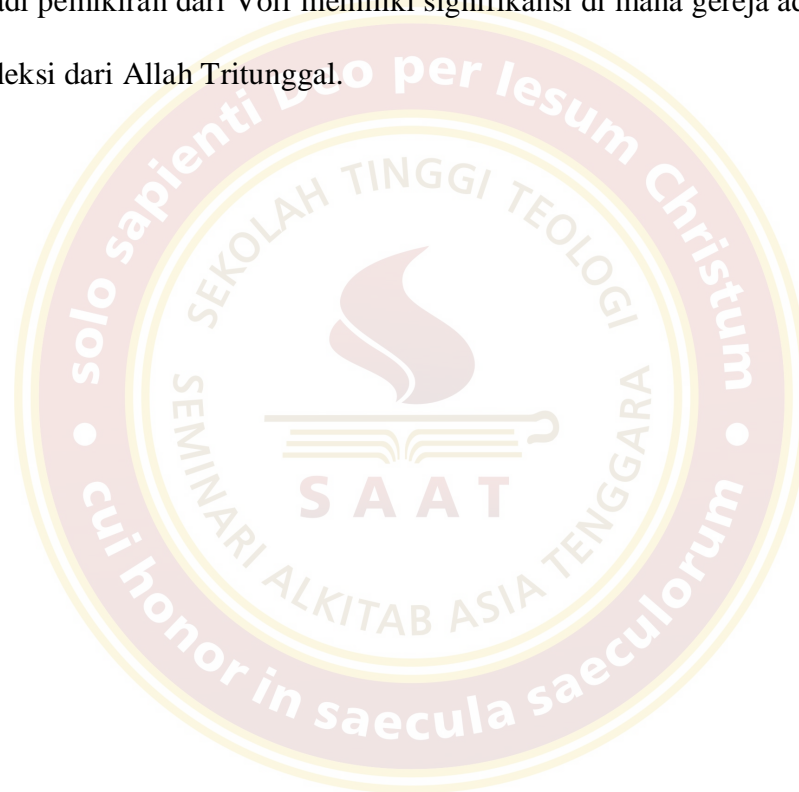 adi pemikiran dari Volf memiliki signifikansi di mana gereja ad
leksi dari Allah Tritunggal.
solo sapienti Deo per Iesum Christum
SEKOLAH TINGGI TEOLOGI
SAAT
SEMINARI ALKITAB ASIA TENGGARA
cui honor in saecula saeculorum